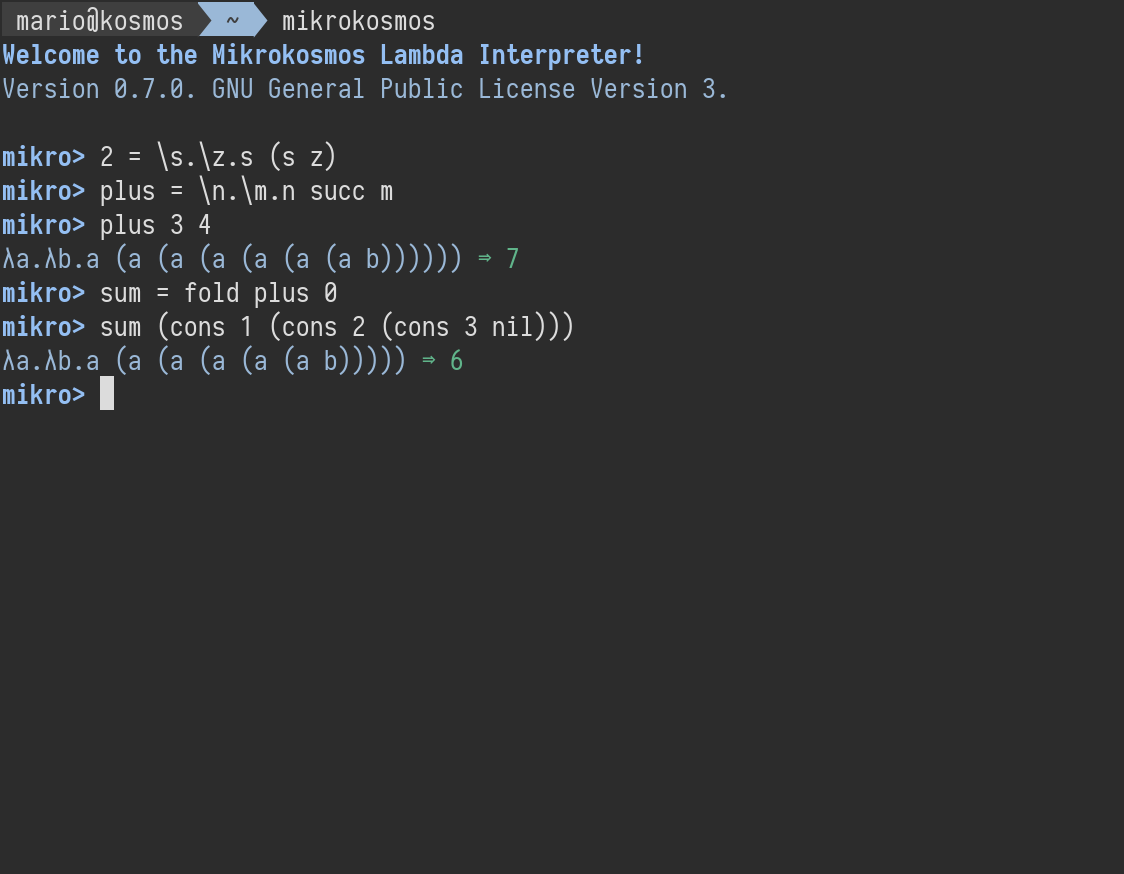 mario@kosmos ~ mikrokosmos
Welcome to the Mikrokosmos Lambda Interpreter!
Version 0.7.0. GNU General Public License Version 3.
mikro> 2 = \s.\z.s (s z)
mikro> plus = \n.\m.n succ m
mikro> plus 3 4
λa.λb.a (a (a (a (a (a (a b)))))) ⇒ 7
mikro> sum = fold plus 0
mikro> sum (cons 1 (cons 2 (cons 3 nil)))
λa.λb.a (a (a (a (a (a b))))) ⇒ 6
mikro>